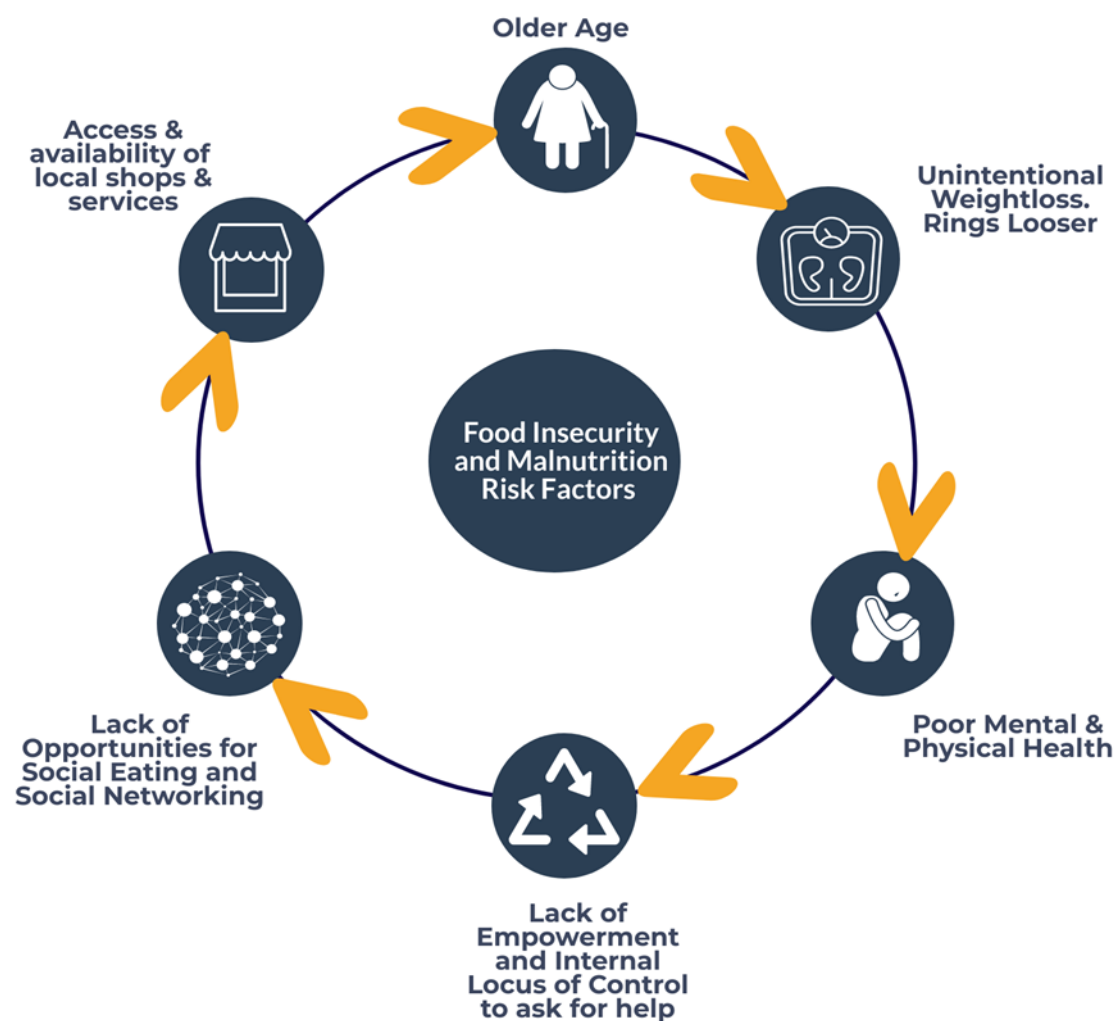 Older Age
Unintentional
Weightloss.
Rings Looser
Poor Mental &
Physical Health
Lack of
Empowerment
and Internal
Locus of Control
to ask for help
Lack of
Opportunities for
Social Eating and
Social Networking
Access &
availability of
local shops &
services
Food Insecurity
and Malnutrition
Risk Factors